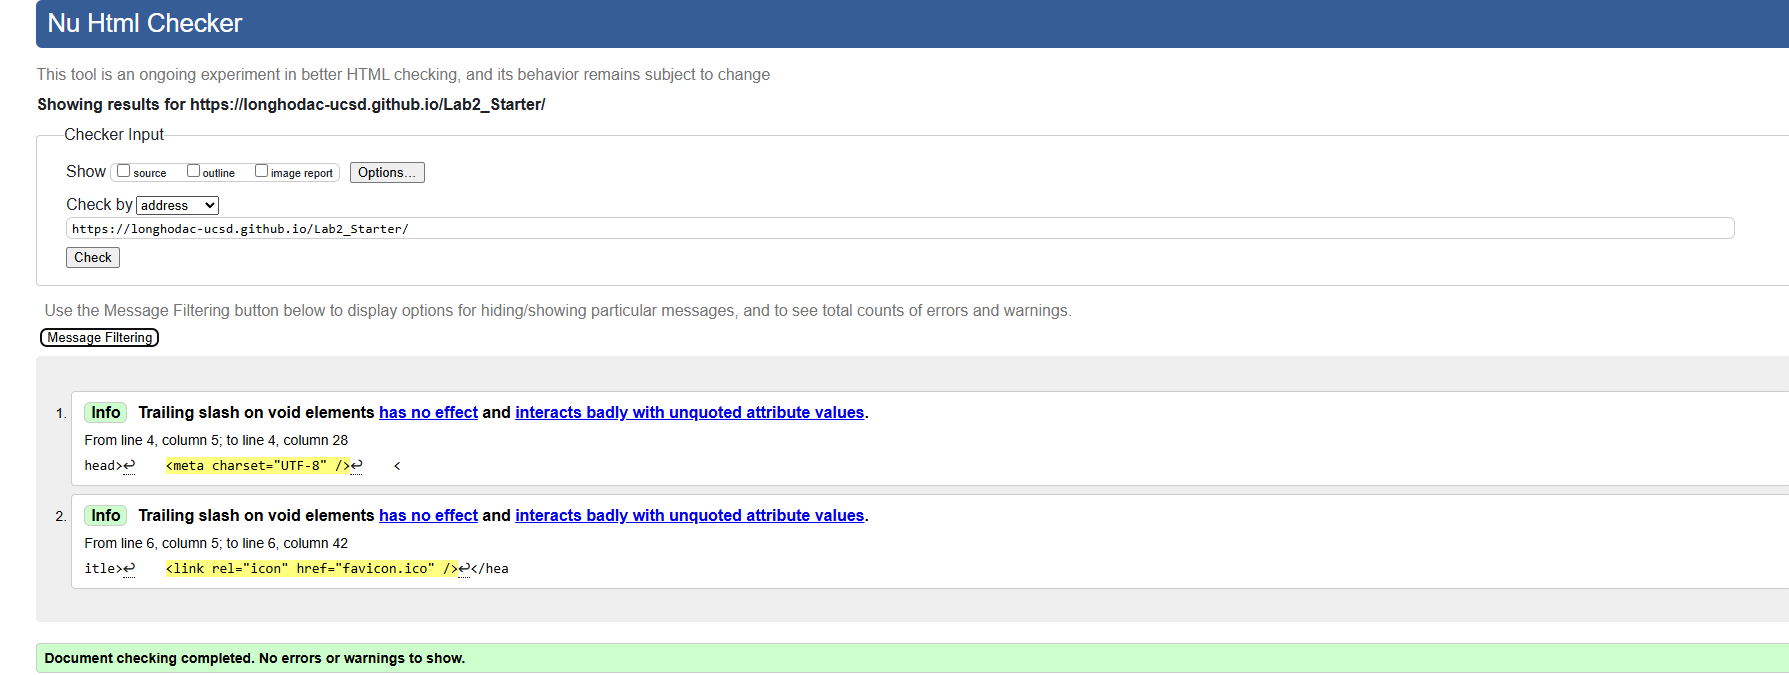 Nu Html Checker
This tool is an ongoing experiment in better HTML checking, and its behavior remains subject to change
Showing results for https://longhodac-ucsd.github.io/Lab2_Starter/
Checker Input
Show source outline image report Options...
Check by address
https://longhodac-ucsd.github.io/Lab2_Starter/
Check
Use the Message Filtering button below to display options for hiding/showing particular messages, and to see total counts of errors and warnings.
Message Filtering
1. Info Trailing slash on void elements has no effect and interacts badly with unquoted attribute values.
From line 4, column 5; to line 4, column 28
head>↩ <meta charset="UTF-8" />↩ <
2. Info Trailing slash on void elements has no effect and interacts badly with unquoted attribute values.
From line 6, column 5; to line 6, column 42
itle>↩ <link rel="icon" href="favicon.ico" />↩</hea
Document checking completed. No errors or warnings to show.